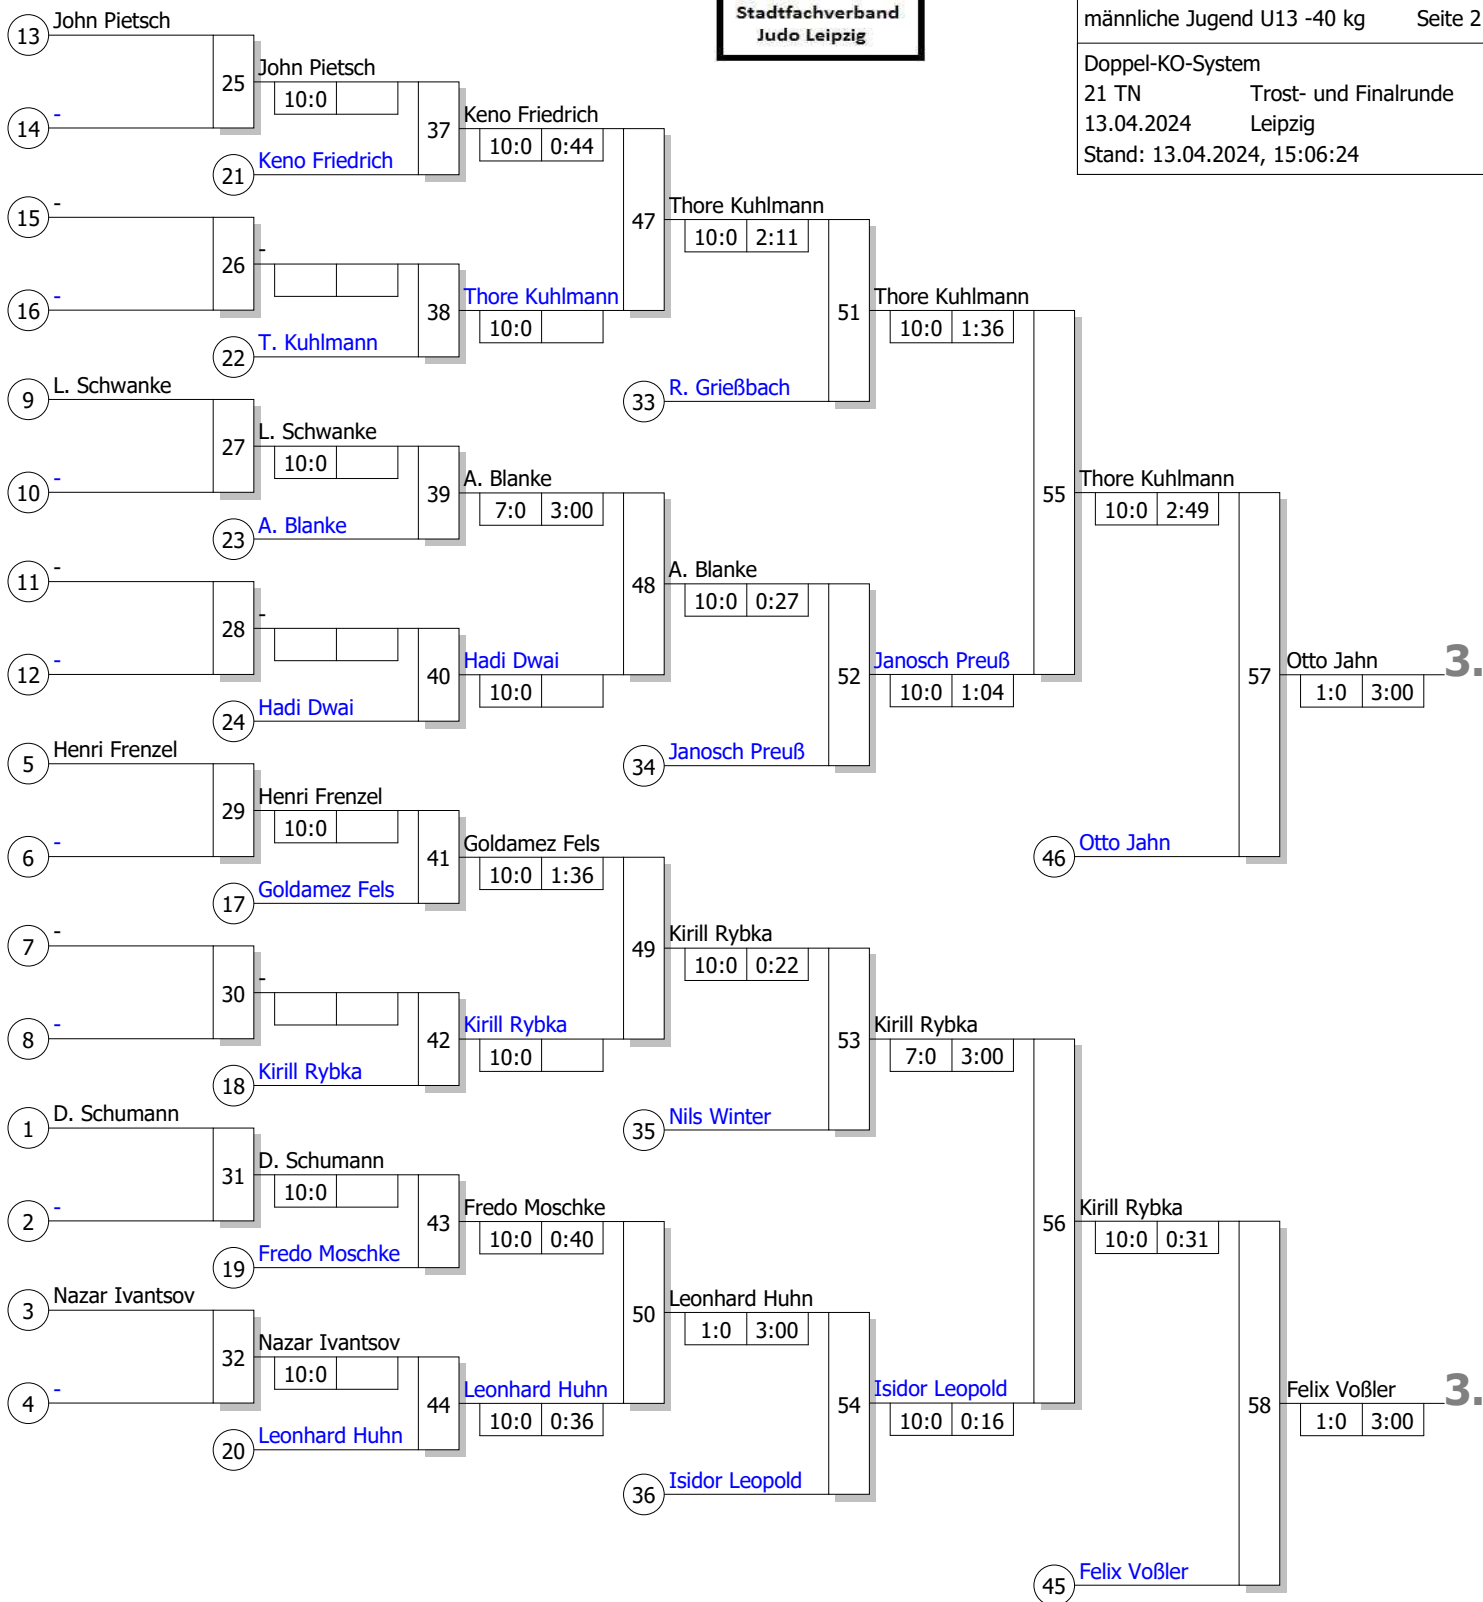 Stadtfachverband
Judo Leipzig
männliche Jugend U13 -40 kg Seite 2
Doppel-KO-System
21 TN Trost- und Finalrunde
13.04.2024 Leipzig
Stand: 13.04.2024, 15:06:24
13 John Pietsch
25 John Pietsch
10:0
14 -
37 Keno Friedrich
10:0 0:44
21 Keno Friedrich
15 -
47 Thore Kuhlmann
10:0 2:11
26 -
16 -
38 Thore Kuhlmann
10:0
22 T. Kuhlmann
51 Thore Kuhlmann
10:0 1:36
33 R. Grießbach
9 L. Schwanke
27 L. Schwanke
10:0
10 -
39 A. Blanke
7:0 3:00
23 A. Blanke
55 Thore Kuhlmann
10:0 2:49
11 -
48 A. Blanke
10:0 0:27
28 -
12 -
40 Hadi Dwai
10:0
24 Hadi Dwai
52 Janosch Preuß
10:0 1:04
34 Janosch Preuß
57 Otto Jahn 3.
1:0 3:00
46 Otto Jahn
5 Henri Frenzel
29 Henri Frenzel
10:0
6 -
41 Goldamez Fels
10:0 1:36
17 Goldamez Fels
7 -
49 Kirill Rybka
10:0 0:22
30 -
8 -
42 Kirill Rybka
10:0
18 Kirill Rybka
53 Kirill Rybka
7:0 3:00
35 Nils Winter
1 D. Schumann
31 D. Schumann
10:0
2 -
43 Fredo Moschke
10:0 0:40
19 Fredo Moschke
56 Kirill Rybka
10:0 0:31
3 Nazar Ivantsov
50 Leonhard Huhn
1:0 3:00
32 Nazar Ivantsov
10:0
4 -
44 Leonhard Huhn
10:0 0:36
20 Leonhard Huhn
54 Isidor Leopold
10:0 0:16
36 Isidor Leopold
58 Felix Voßler 3.
1:0 3:00
45 Felix Voßler